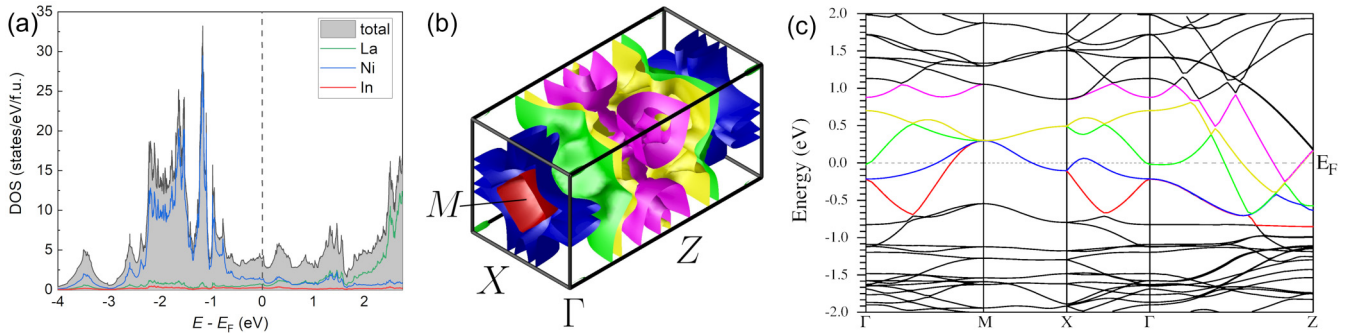 (a)
35
30
25
20
15
10
5
0
DOS (states/eV/f.u.)
total
La
Ni
In
-4 -3 -2 -1 0 1 2
E - EF (eV)
(b)
M
X
Γ
Z
(c)
2.0
1.5
1.0
0.5
0.0
-0.5
-1.0
-1.5
-2.0
Energy (eV)
EF
Γ M X Γ Z